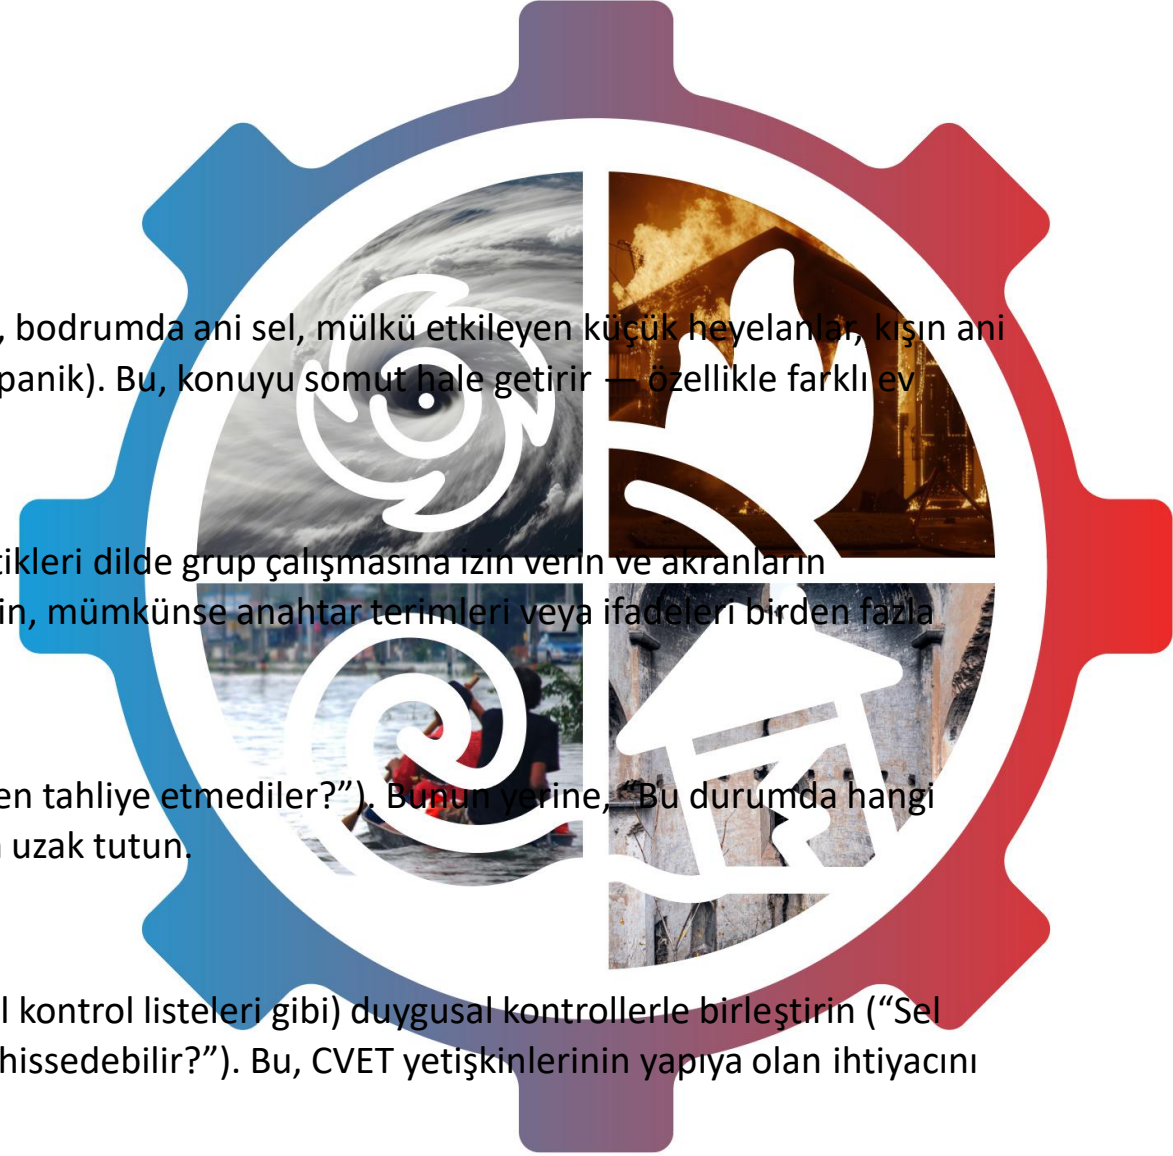 , bodrumda ani sel, mülkü etkileyen küçük heyelanlar, kışın ani
panik). Bu, konuyu somut hale getirir — özellikle farklı ev
tikleri dilde grup çalışmasına izin verin ve akranların
in, mümkünse anahtar terimleri veya ifadeleri birden fazla
en tahliye etmediler?”). Bunun yerine, “Bu durumda hangi
uzak tutun.
l kontrol listeleri gibi) duygusal kontrollerle birleştirin (“Sel
hissedebilir?”). Bu, CVET yetişkinlerinin yapıya olan ihtiyacını